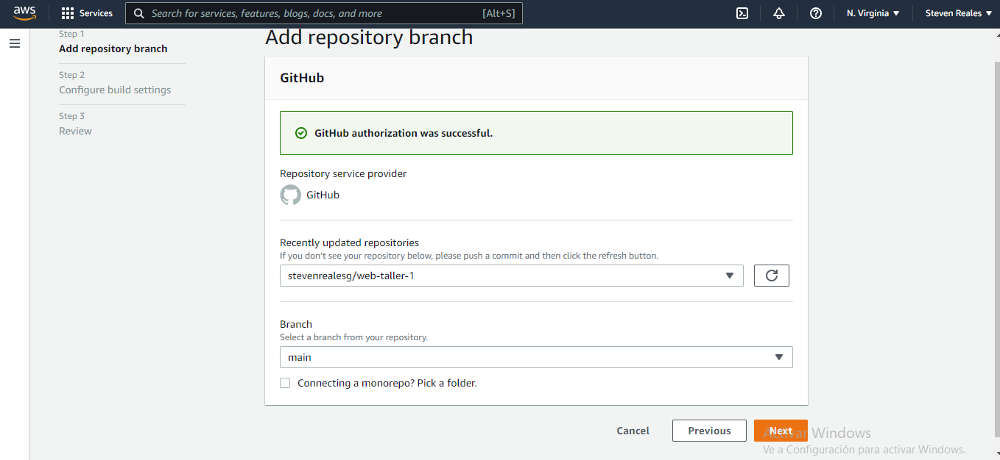 aws
Services
Search for services, features, blogs, docs, and more [Alt+S]
N. Virginia
Steven Reales
Step 1
Add repository branch
Step 2
Configure build settings
Step 3
Review
Add repository branch
GitHub
GitHub authorization was successful.
Repository service provider
GitHub
Recently updated repositories
If you don't see your repository below, please push a commit and then click the refresh button.
stevenrealesg/web-taller-1
Branch
Select a branch from your repository.
main
Connecting a monorepo? Pick a folder.
Cancel
Previous
Next
Activar Windows
Ve a Configuración para activar Windows.